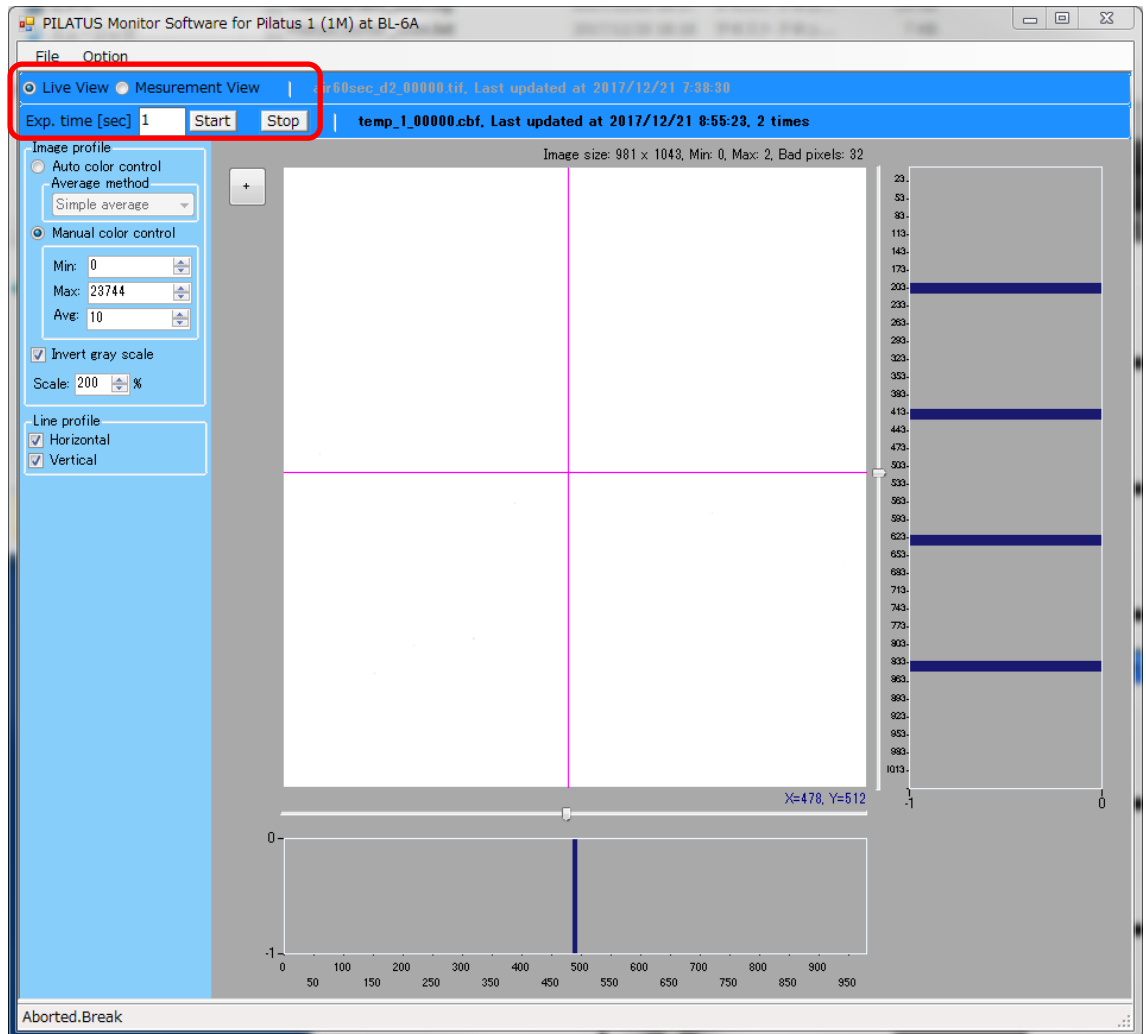 PILATUS Monitor Software for Pilatus 1 (1M) at BL-6A
File Option
Live View Mesurement View | air60sec_d2_00000.tif, Last updated at 2017/12/21 7:38:30
Exp. time [sec] 1 Start Stop | temp_1_00000.cbf, Last updated at 2017/12/21 8:55:23, 2 times
Image profile
Image size: 981 x 1043, Min: 0, Max: 2, Bad pixels: 32
Auto color control
Average method
Simple average
+
Manual color control
Min: 0
Max: 23744
Avg: 10
Invert gray scale
Scale: 200 %
Line profile
Horizontal
Vertical
23
53
83
113
143
173
203
233
263
293
323
353
383
413
443
473
503
533
563
593
623
653
683
713
743
773
803
833
863
893
923
953
983
1013
-1 0
X=478, Y=512
0
-1
0 100 200 300 400 500 600 700 800 900
50 150 250 350 450 550 650 750 850 950
Aborted.Break